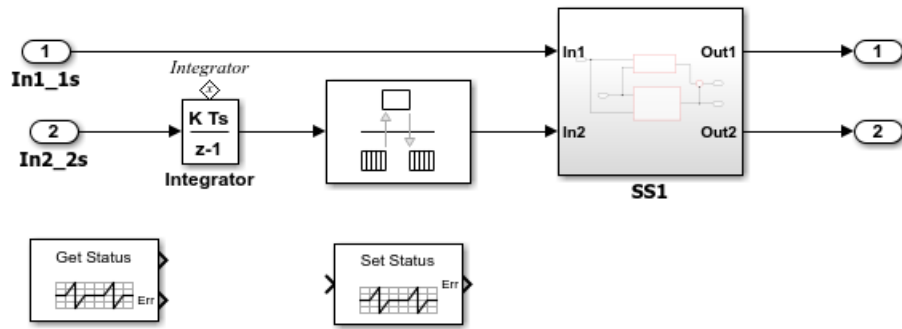 1
In1_1s
Integrator
x
2
In2_2s
K Ts
z-1
Integrator
In1
In2
Out1
Out2
SS1
1
2
Get Status
Err
Set Status
Err